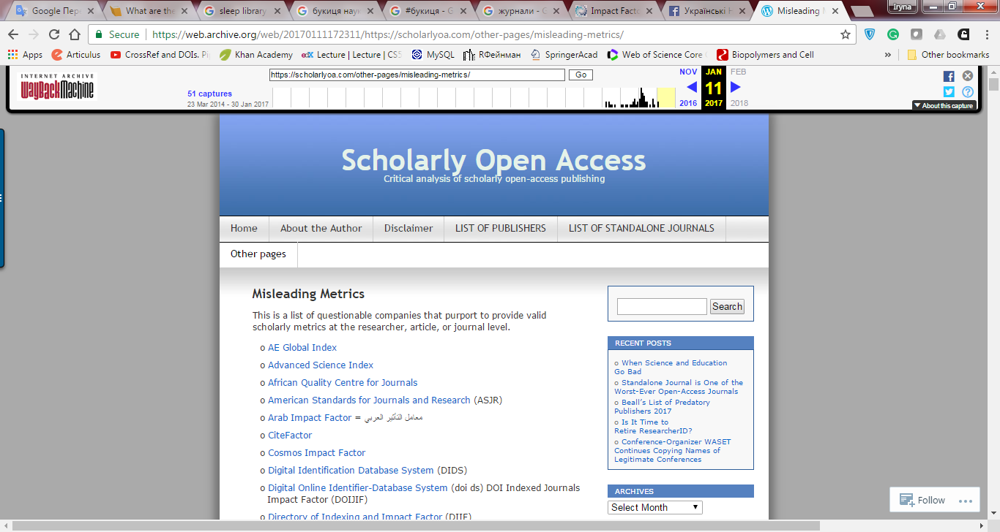 Google Пере
What are the
sleep library
букиця наук
#букиця - G
журнали - G
Impact Facto
Українські Н
Misleading M
Iryna
Secure
https://web.archive.org/web/20170111172311/https://scholarlyoa.com/other-pages/misleading-metrics/
Apps
Articulus
CrossRef and DOIs. Pi
Khan Academy
edX
Lecture | Lecture | CS5
MySQL
RФейнман
SpringerAcad
Web of Science Core
Biopolymers and Cell
»
Other bookmarks
INTERNET ARCHIVE
WayBackMachine
https://scholarlyoa.com/other-pages/misleading-metrics/
Go
51 captures
23 Mar 2014 - 30 Jan 2017
NOV JAN FEB
11
2016 2017 2018
About this capture
Scholarly Open Access
Critical analysis of scholarly open-access publishing
Home
About the Author
Disclaimer
LIST OF PUBLISHERS
LIST OF STANDALONE JOURNALS
Other pages
Misleading Metrics
This is a list of questionable companies that purport to provide valid
scholarly metrics at the researcher, article, or journal level.
o AE Global Index
o Advanced Science Index
o African Quality Centre for Journals
o American Standards for Journals and Research (ASJR)
o Arab Impact Factor = معامل التأثير العربي
o CiteFactor
o Cosmos Impact Factor
o Digital Identification Database System (DIDS)
o Digital Online Identifier-Database System (doi ds) DOI Indexed Journals
Impact Factor (DOIJIF)
o Directory of Indexing and Impact Factor (DIIF)
Search
RECENT POSTS
o When Science and Education
Go Bad
o Standalone Journal is One of the
Worst-Ever Open-Access Journals
o Beall's List of Predatory
Publishers 2017
o Is It Time to
Retire ResearcherID?
o Conference-Organizer WASET
Continues Copying Names of
Legitimate Conferences
ARCHIVES
Select Month
Follow